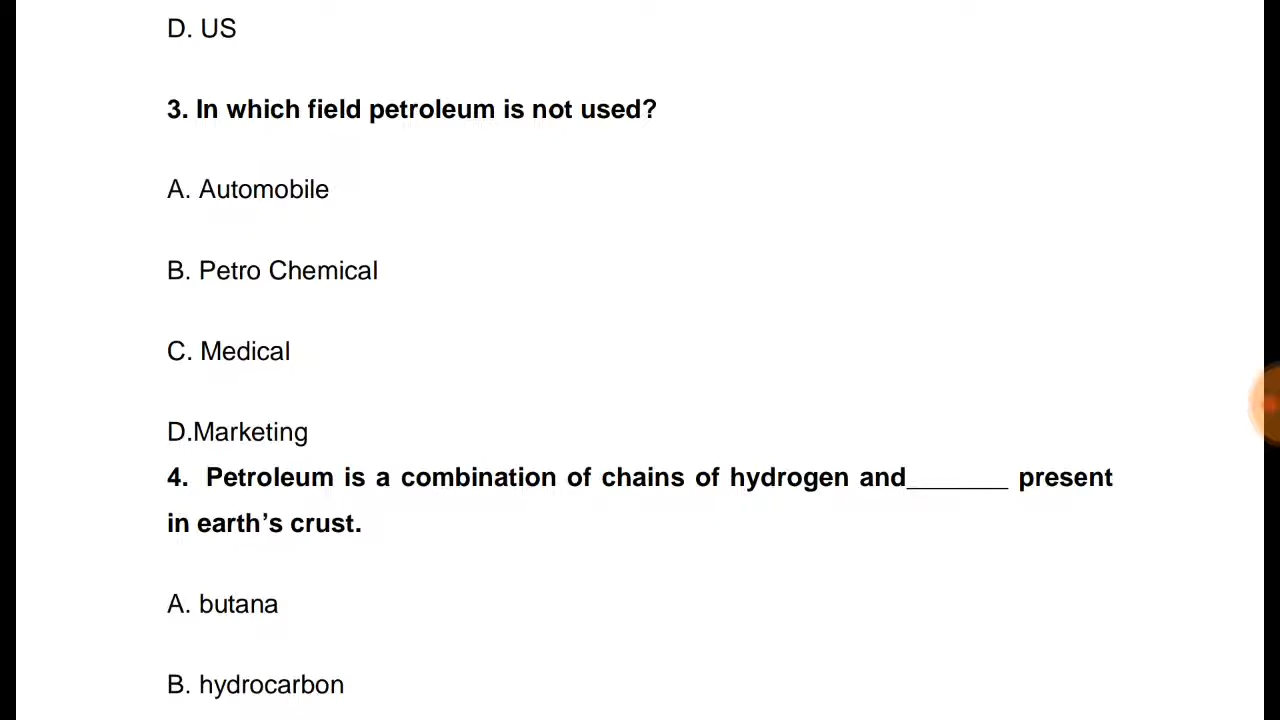 D. US
3. In which field petroleum is not used?
A. Automobile
B. Petro Chemical
C. Medical
D.Marketing
4. Petroleum is a combination of chains of hydrogen and_______ present
in earth’s crust.
A. butana
B. hydrocarbon